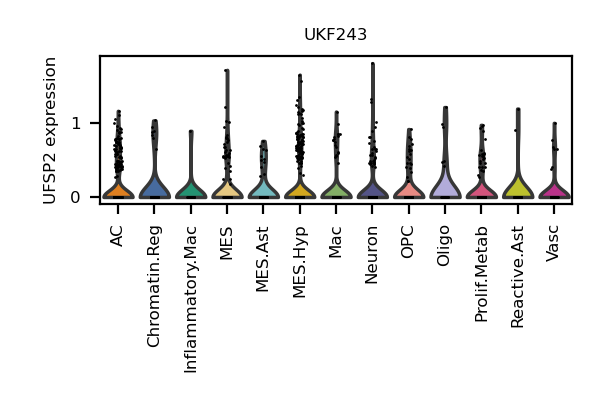 UKF243
UFSP2 expression
1
0
AC
Chromatin.Reg
Inflammatory.Mac
MES
MES.Ast
MES.Hyp
Mac
Neuron
OPC
Oligo
Prolif.Metab
Reactive.Ast
Vasc